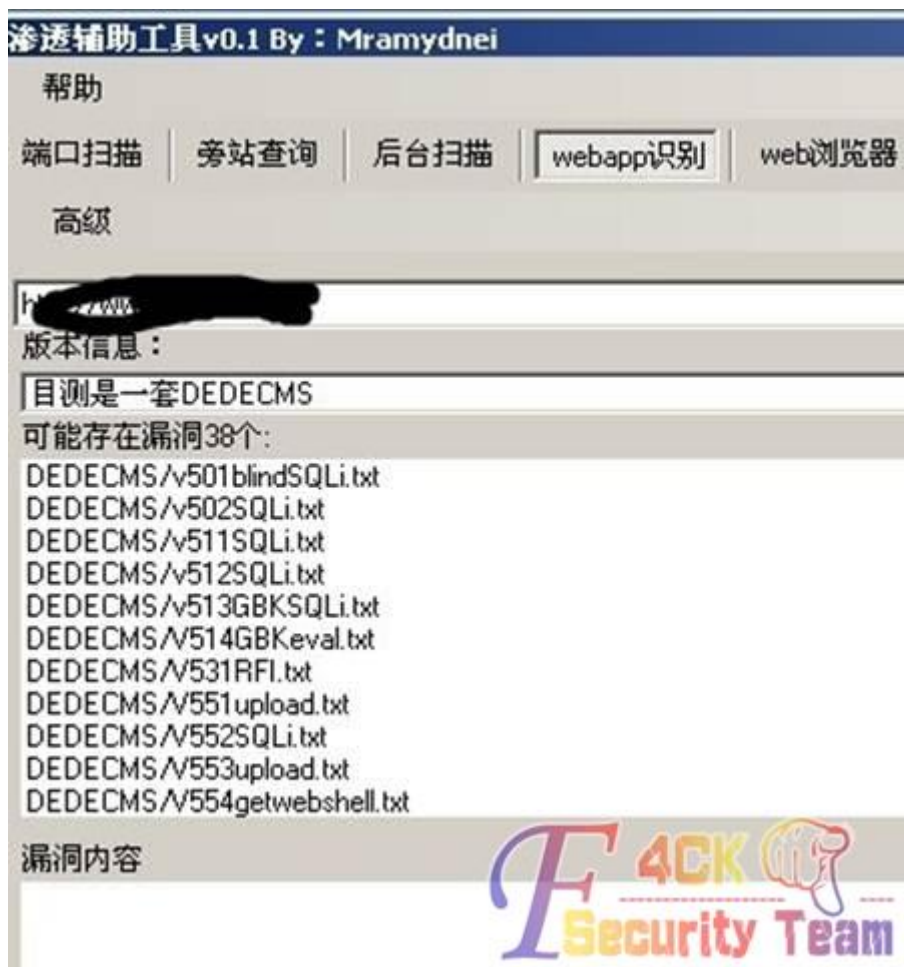 渗透辅助工具v0.1 By：Mramydnei
帮助
端口扫描 旁站查询 后台扫描 webapp识别 web浏览器
高级
版本信息：
目测是一套DEDECMS
可能存在漏洞38个:
DEDECMS/v501blindSQLi.txt
DEDECMS/v502SQLi.txt
DEDECMS/v511SQLi.txt
DEDECMS/v512SQLi.txt
DEDECMS/v513GBKSQLi.txt
DEDECMS/V514GBKeval.txt
DEDECMS/V531RFI.txt
DEDECMS/V551upload.txt
DEDECMS/V552SQLi.txt
DEDECMS/V553upload.txt
DEDECMS/V554getwebshell.txt
漏洞内容
F4CK
Security Team